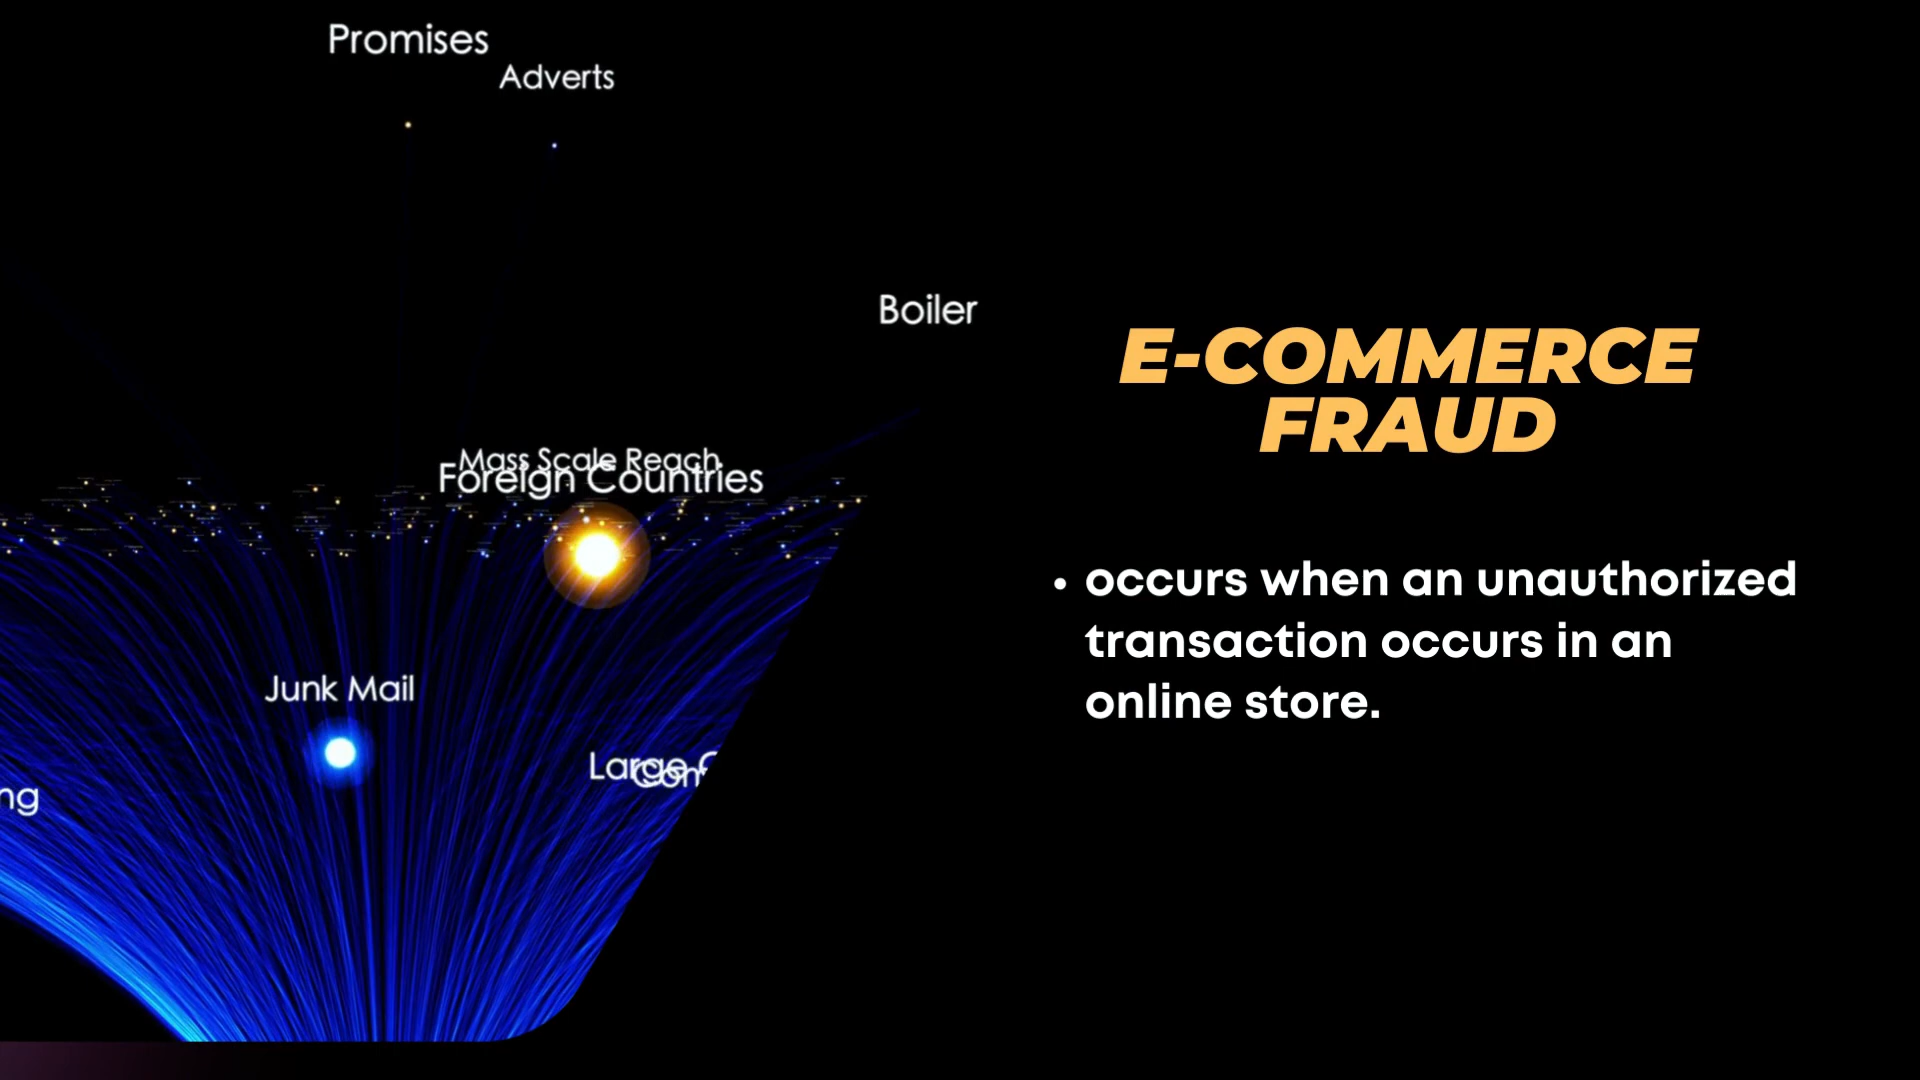 Promises
Adverts
Boiler
Mass Scale Reach
Foreign Countries
Junk Mail
Large
E-COMMERCE
FRAUD
• occurs when an unauthorized
transaction occurs in an
online store.